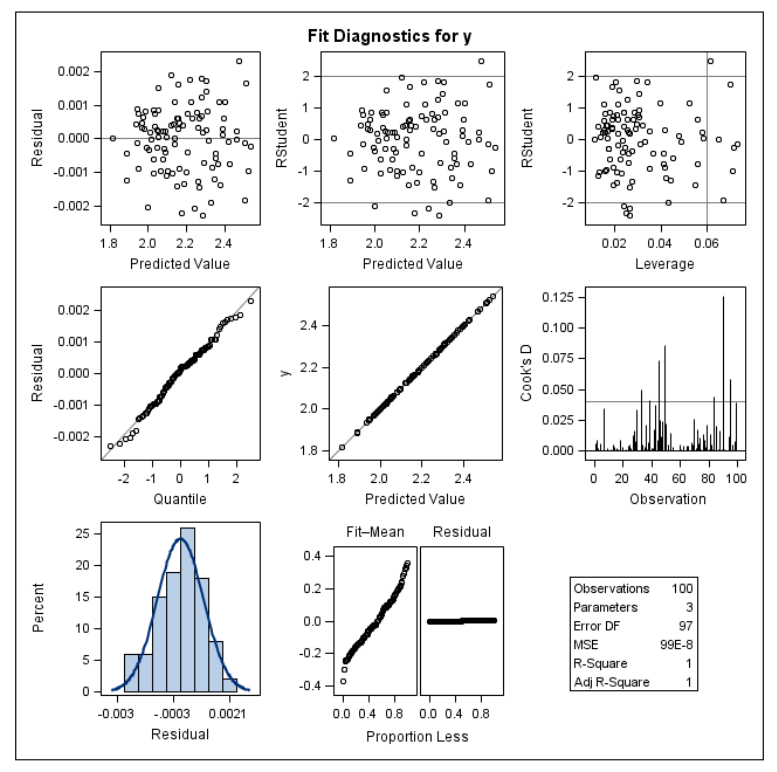 Fit Diagnostics for y
0.002
0.001
0.000
-0.001
-0.002
Residual
1.8 2.0 2.2 2.4
Predicted Value
2
1
0
-1
-2
RStudent
1.8 2.0 2.2 2.4
Predicted Value
2
1
0
-1
-2
RStudent
0.02 0.04 0.06
Leverage
0.002
0.001
0.000
-0.001
-0.002
Residual
-2 -1 0 1 2
Quantile
2.4
2.2
2.0
1.8
y
1.8 2.0 2.2 2.4
Predicted Value
0.125
0.100
0.075
0.050
0.025
0.000
Cook's D
0 20 40 60 80 100
Observation
25
20
15
10
5
0
Percent
-0.003 -0.0003 0.0021
Residual
Fit–Mean Residual
0.4
0.2
0.0
-0.2
-0.4
0.0 0.4 0.8 0.0 0.4 0.8
Proportion Less
Observations 100
Parameters 3
Error DF 97
MSE 99E-8
R-Square 1
Adj R-Square 1